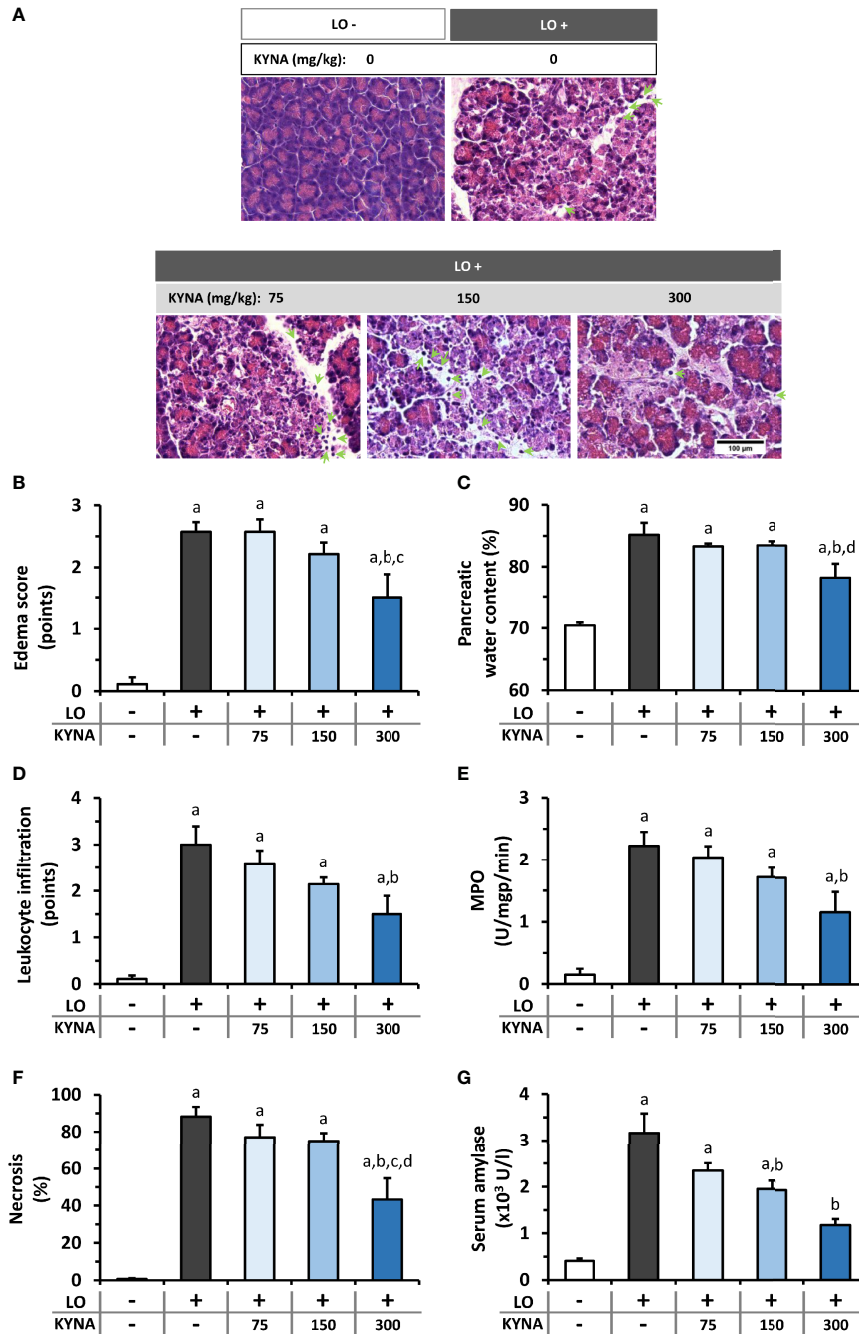 A
LO - LO +
KYNA (mg/kg): 0 0
LO +
KYNA (mg/kg): 75 150 300
100 µm
B
Edema score
(points)
3
2
1
0
a a a a,b,c
LO - + + + +
KYNA - - 75 150 300
C
Pancreatic
water content (%)
90
80
70
60
a a a a,b,d
LO - + + + +
KYNA - - 75 150 300
D
Leukocyte infiltration
(points)
4
3
2
1
0
a a a a,b
LO - + + + +
KYNA - - 75 150 300
E
MPO
(U/mgp/min)
3
2
1
0
a a a a,b
LO - + + + +
KYNA - - 75 150 300
F
Necrosis
(%)
100
80
60
40
20
0
a a a a,b,c,d
LO - + + + +
KYNA - - 75 150 300
G
Serum amylase
(x10³ U/l)
4
3
2
1
0
a a a,b b
LO - + + + +
KYNA - - 75 150 300